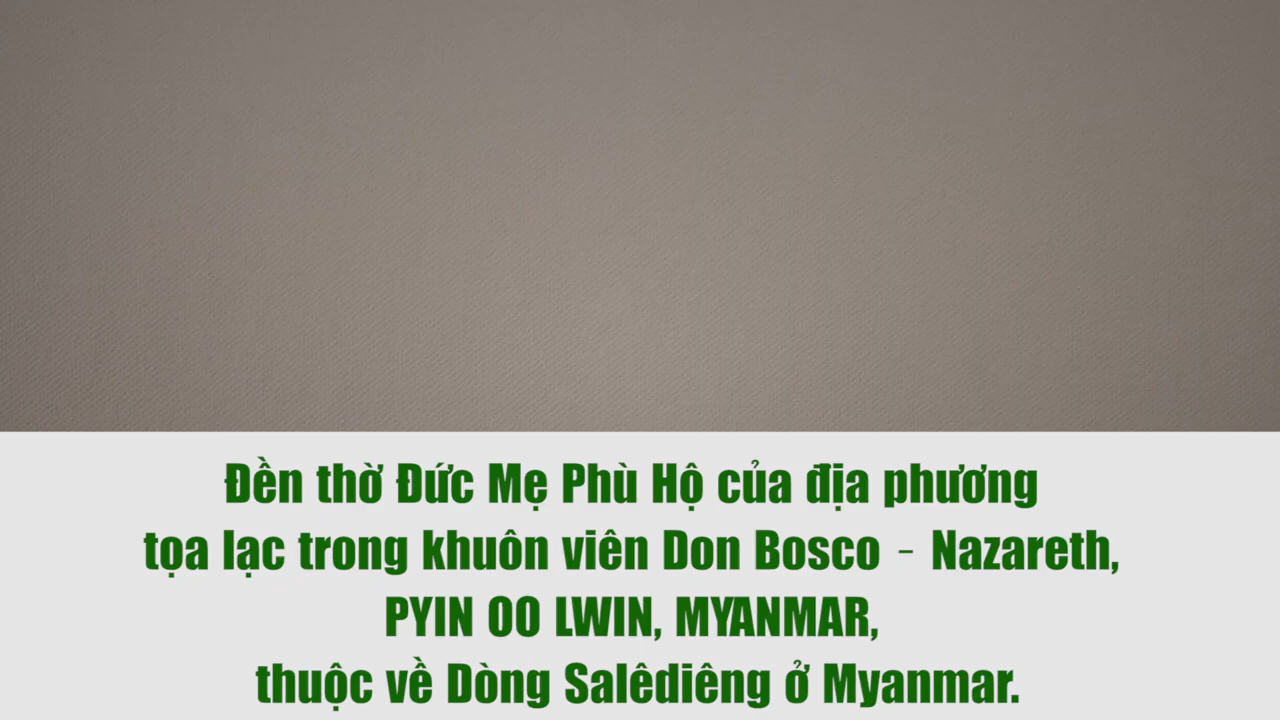 Đền thờ Đức Mẹ Phù Hộ của địa phương
tọa lạc trong khuôn viên Don Bosco - Nazareth,
PYIN OO LWIN, MYANMAR,
thuộc về Dòng Salêdiêng ở Myanmar.